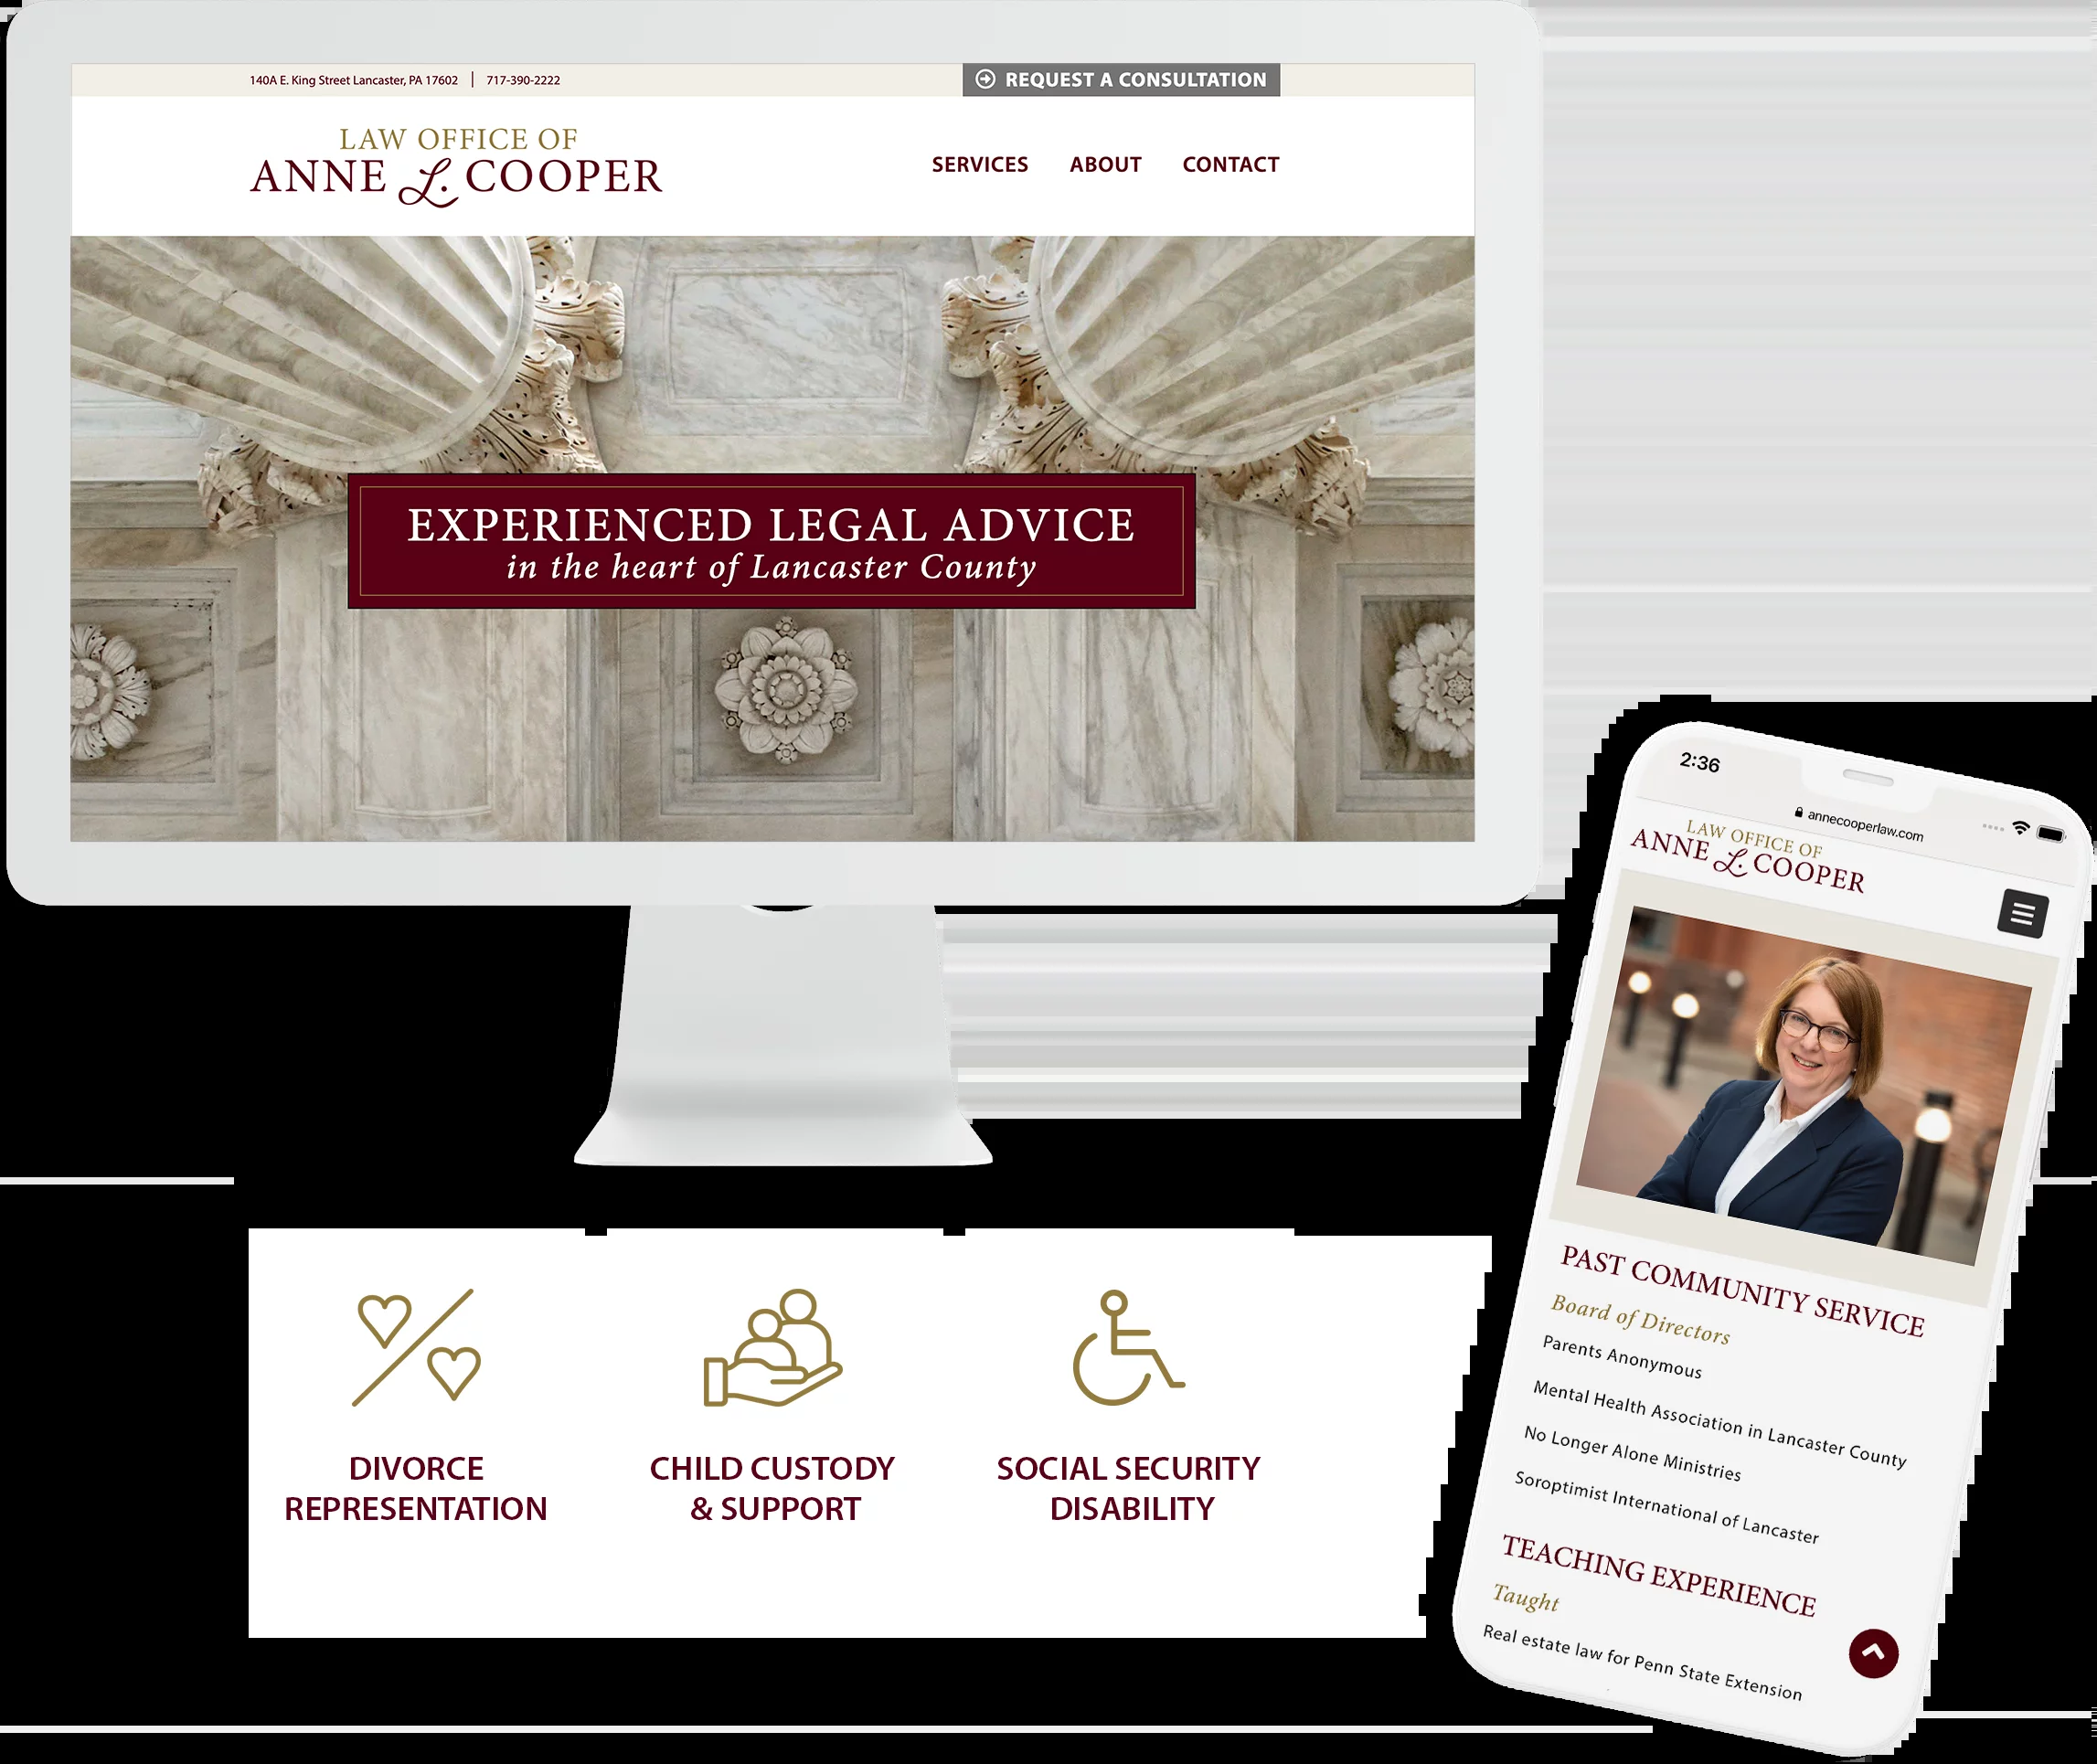 140A E. King Street Lancaster, PA 17602 | 717-390-2222
REQUEST A CONSULTATION
LAW OFFICE OF
ANNE L. COOPER
SERVICES ABOUT CONTACT
EXPERIENCED LEGAL ADVICE
in the heart of Lancaster County
DIVORCE
REPRESENTATION
CHILD CUSTODY
& SUPPORT
SOCIAL SECURITY
DISABILITY
2:36
annecooperlaw.com
LAW OFFICE OF
ANNE L. COOPER
PAST COMMUNITY SERVICE
Board of Directors
Parents Anonymous
Mental Health Association in Lancaster County
No Longer Alone Ministries
Soroptimist International of Lancaster
TEACHING EXPERIENCE
Taught
Real estate law for Penn State Extension